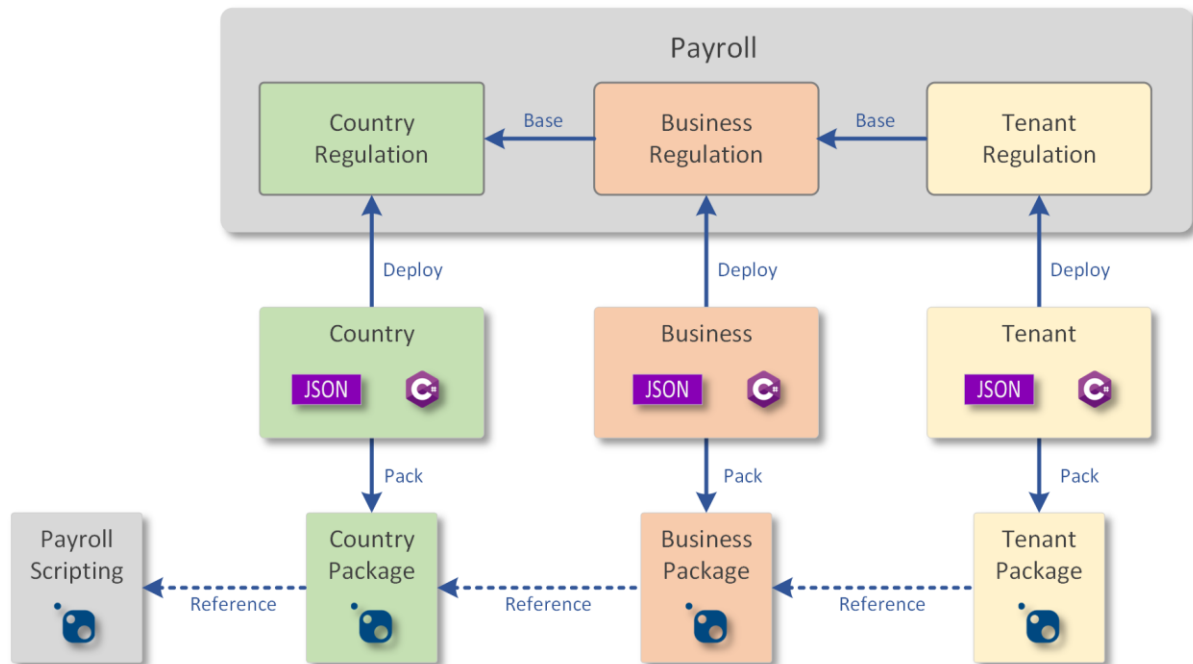 Payroll
Country
Regulation
Base
Business
Regulation
Base
Tenant
Regulation
Deploy
Deploy
Deploy
Country
JSON
C#
Business
JSON
C#
Tenant
JSON
C#
Pack
Pack
Pack
Payroll
Scripting
Reference
Country
Package
Reference
Business
Package
Reference
Tenant
Package